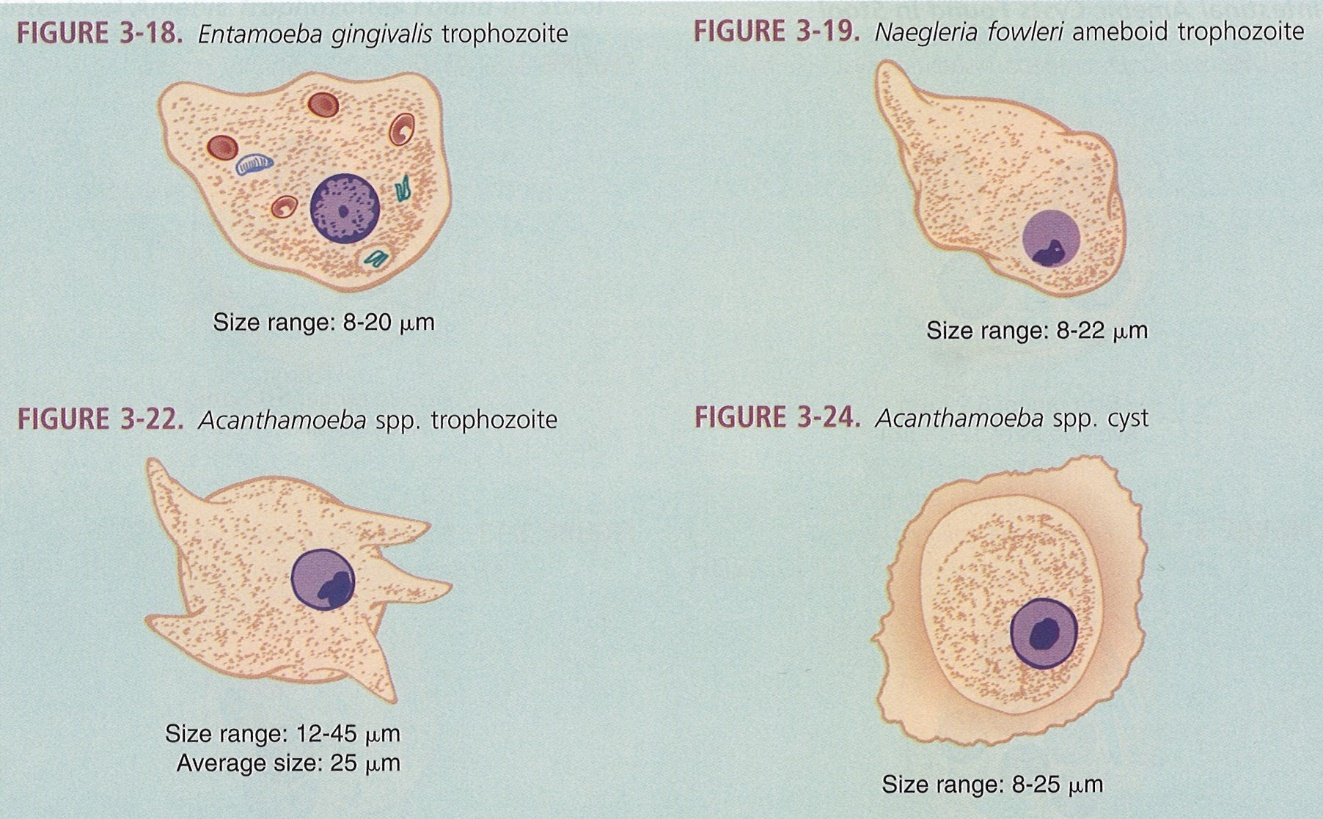 FIGURE 3-18. Entamoeba gingivalis trophozoite
FIGURE 3-19. Naegleria fowleri ameboid trophozoite
Size range: 8-20 µm
Size range: 8-22 µm
FIGURE 3-22. Acanthamoeba spp. trophozoite
FIGURE 3-24. Acanthamoeba spp. cyst
Size range: 12-45 µm
Average size: 25 µm
Size range: 8-25 µm